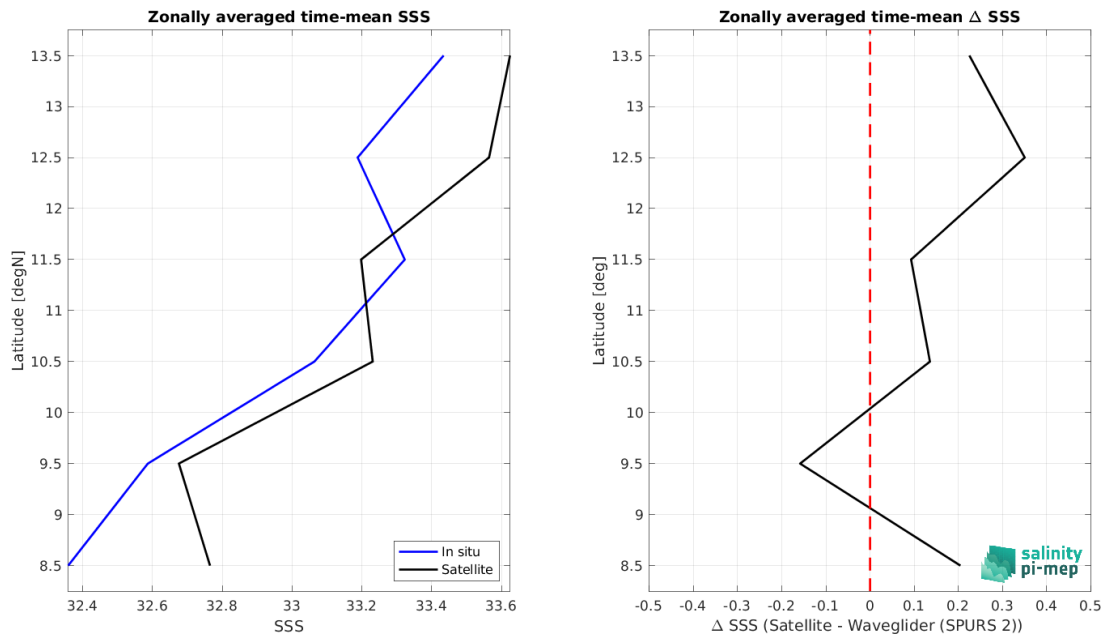 Zonally averaged time-mean SSS
13.5
13
12.5
12
11.5
11
10.5
10
9.5
9
8.5
Latitude [degN]
32.4 32.6 32.8 33 33.2 33.4 33.6
SSS
In situ
Satellite
Zonally averaged time-mean Δ SSS
13.5
13
12.5
12
11.5
11
10.5
10
9.5
9
8.5
Latitude [deg]
-0.5 -0.4 -0.3 -0.2 -0.1 0 0.1 0.2 0.3 0.4 0.5
Δ SSS (Satellite - Waveglider (SPURS 2))
salinity
pi-mep